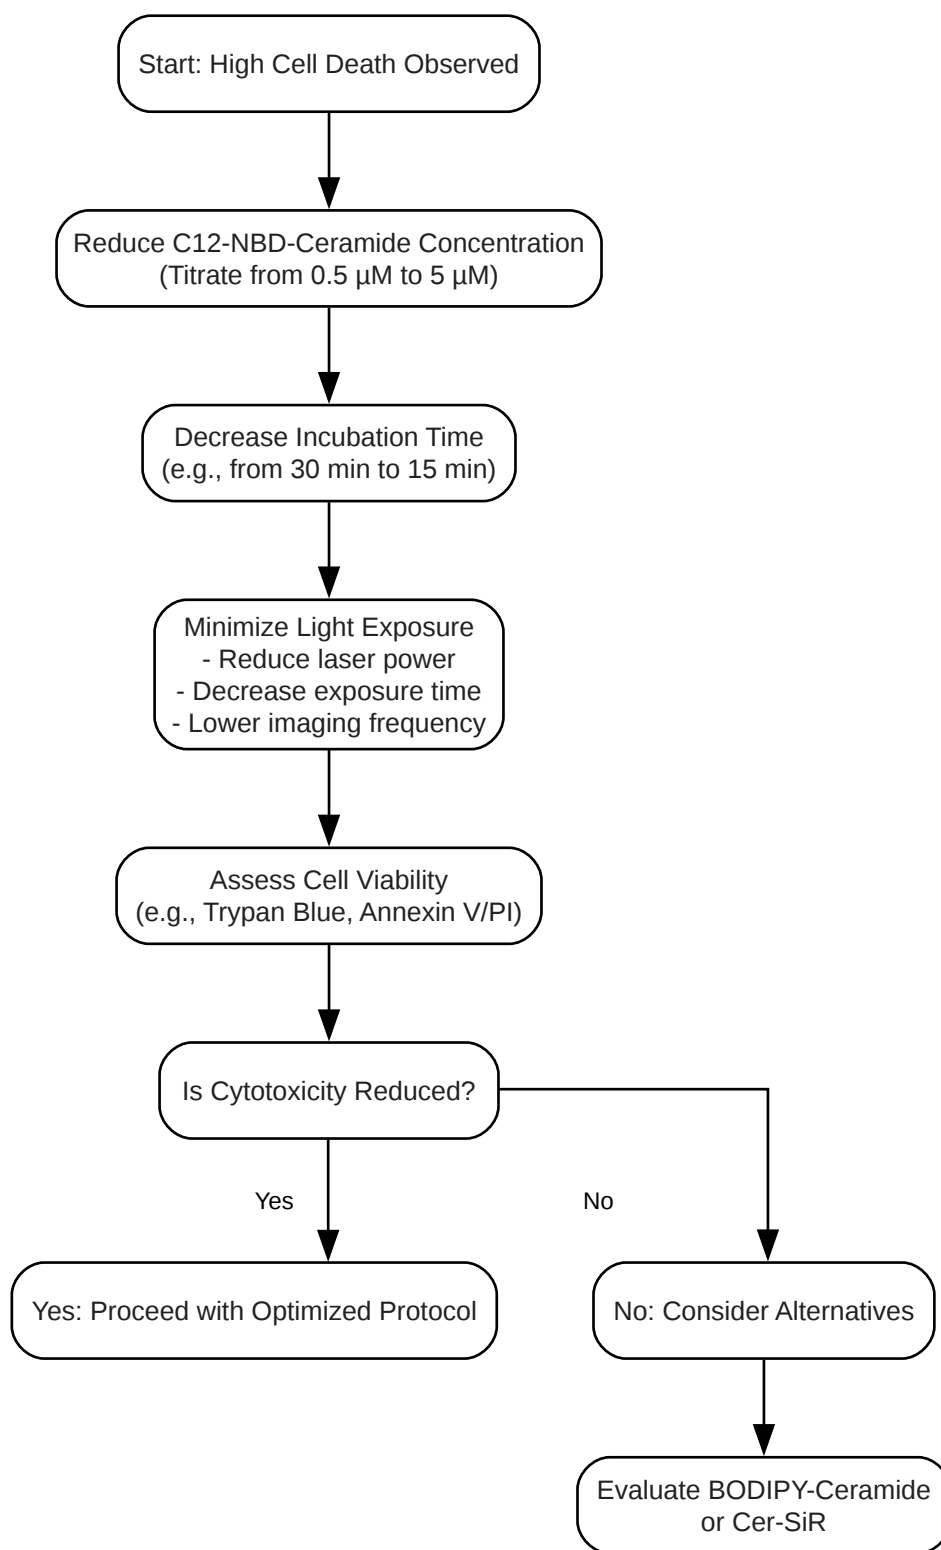 Start: High Cell Death Observed
Reduce C12-NBD-Ceramide Concentration
(Titrate from 0.5 µM to 5 µM)
Decrease Incubation Time
(e.g., from 30 min to 15 min)
Minimize Light Exposure
- Reduce laser power
- Decrease exposure time
- Lower imaging frequency
Assess Cell Viability
(e.g., Trypan Blue, Annexin V/PI)
Is Cytotoxicity Reduced?
Yes
No
Yes: Proceed with Optimized Protocol
No: Consider Alternatives
Evaluate BODIPY-Ceramide
or Cer-SiR